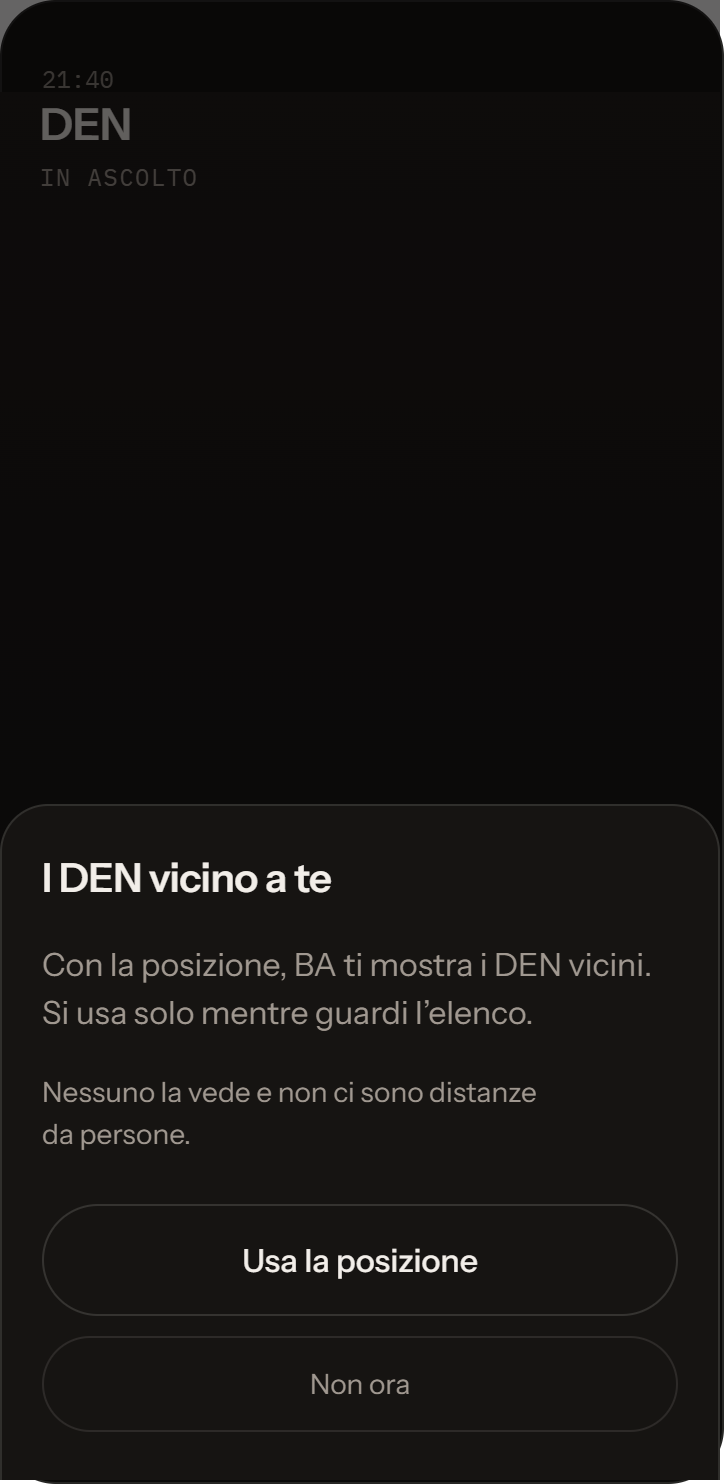 21:40
DEN
IN ASCOLTO
I DEN vicino a te
Con la posizione, BA ti mostra i DEN vicini.
Si usa solo mentre guardi l’elenco.
Nessuno la vede e non ci sono distanze
da persone.
Usa la posizione
Non ora